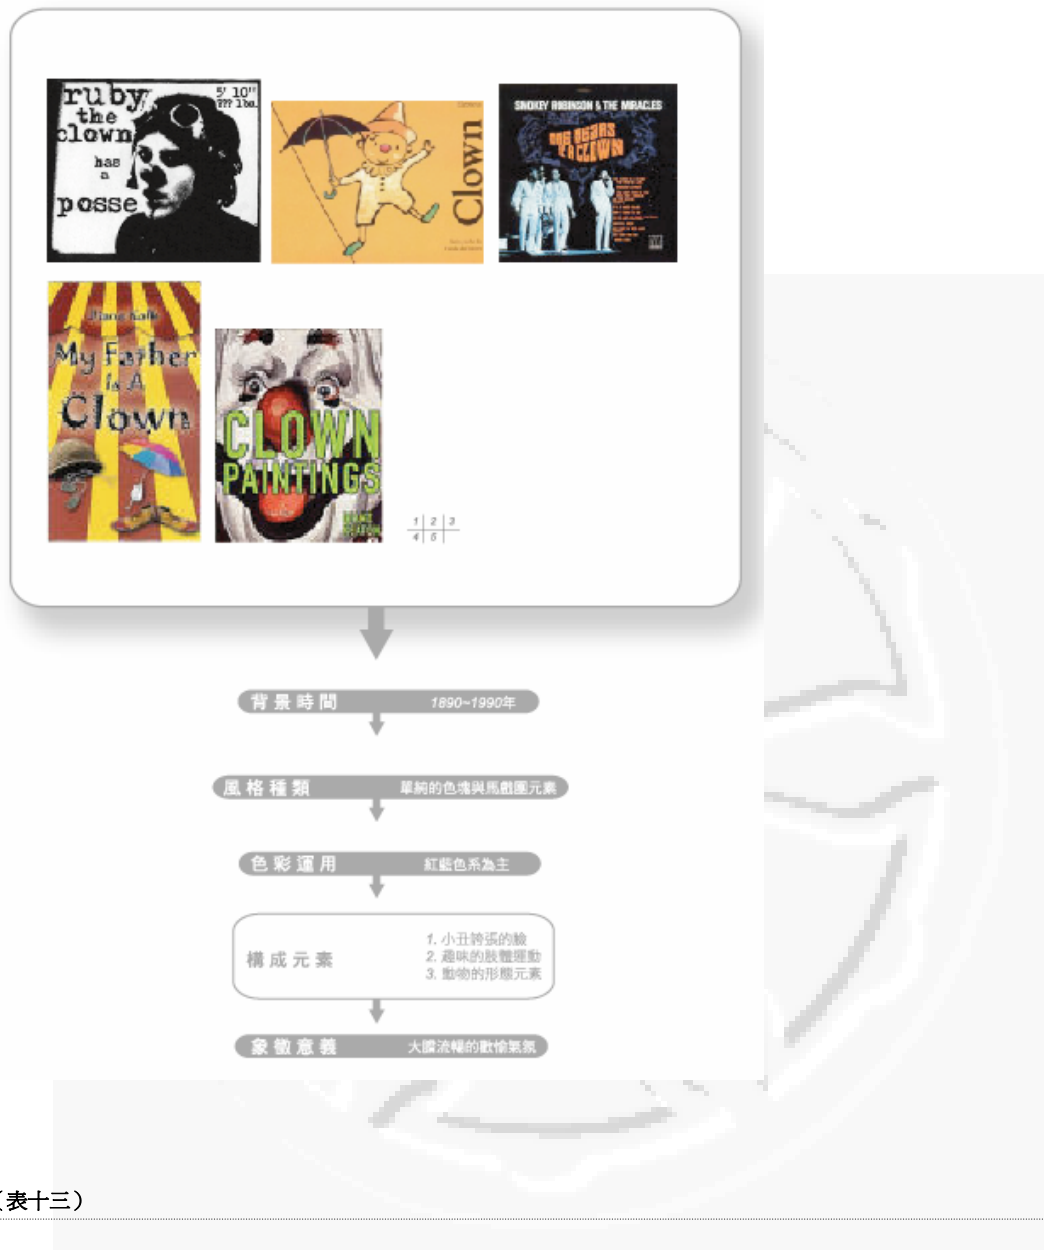 ruby
the
clown
has
a
posse
5' 10"
??? lbs.
Clown
SMOKEY ROBINSON & THE MIRACLES
THE TEARS
OF A CLOWN
My Father
Is A
Clown
CLOWN
PAINTINGS
1 2 3
4 5
背景時間 1890~1990年
風格種類 單純的色塊與馬戲團元素
色彩運用 紅藍色系為主
構成元素
1. 小丑誇張的臉
2. 趣味的肢體運動
3. 動物的形態元素
象徵意義 大膽流暢的歡愉氣氛
(表十三)